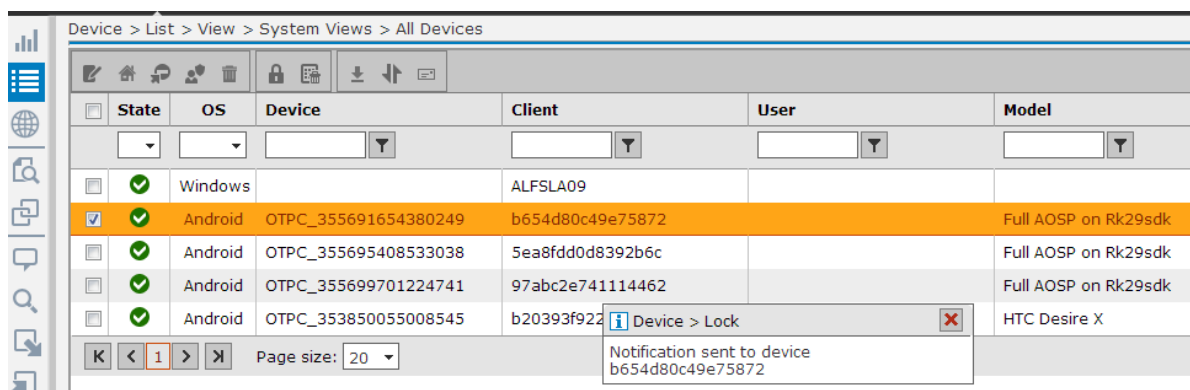 Device > List > View > System Views > All Devices
State OS Device Client User Model
Windows ALFSLA09
Android OTPC_355691654380249 b654d80c49e75872 Full AOSP on Rk29sdk
Android OTPC_355695408533038 5ea8fdd0d8392b6c Full AOSP on Rk29sdk
Android OTPC_355699701224741 97abc2e741114462 Full AOSP on Rk29sdk
Android OTPC_353850055008545 b20393f922 HTC Desire X
Device > Lock
Notification sent to device
b654d80c49e75872
1 Page size: 20